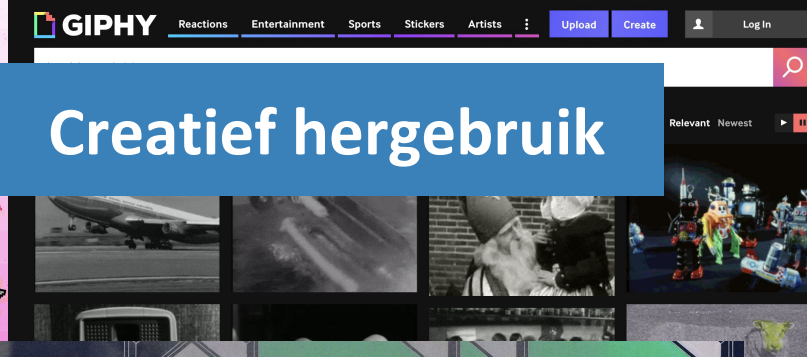 GIPHY Reactions Entertainment Sports Stickers Artists Upload Create Log In
Creatief hergebruik
Relevant Newest